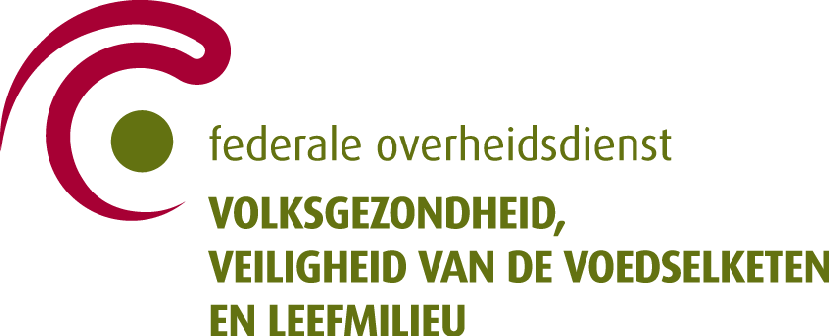 federale overheidsdienst
VOLKSGEZONDHEID,
VEILIGHEID VAN DE VOEDSELKETEN
EN LEEFMILIEU